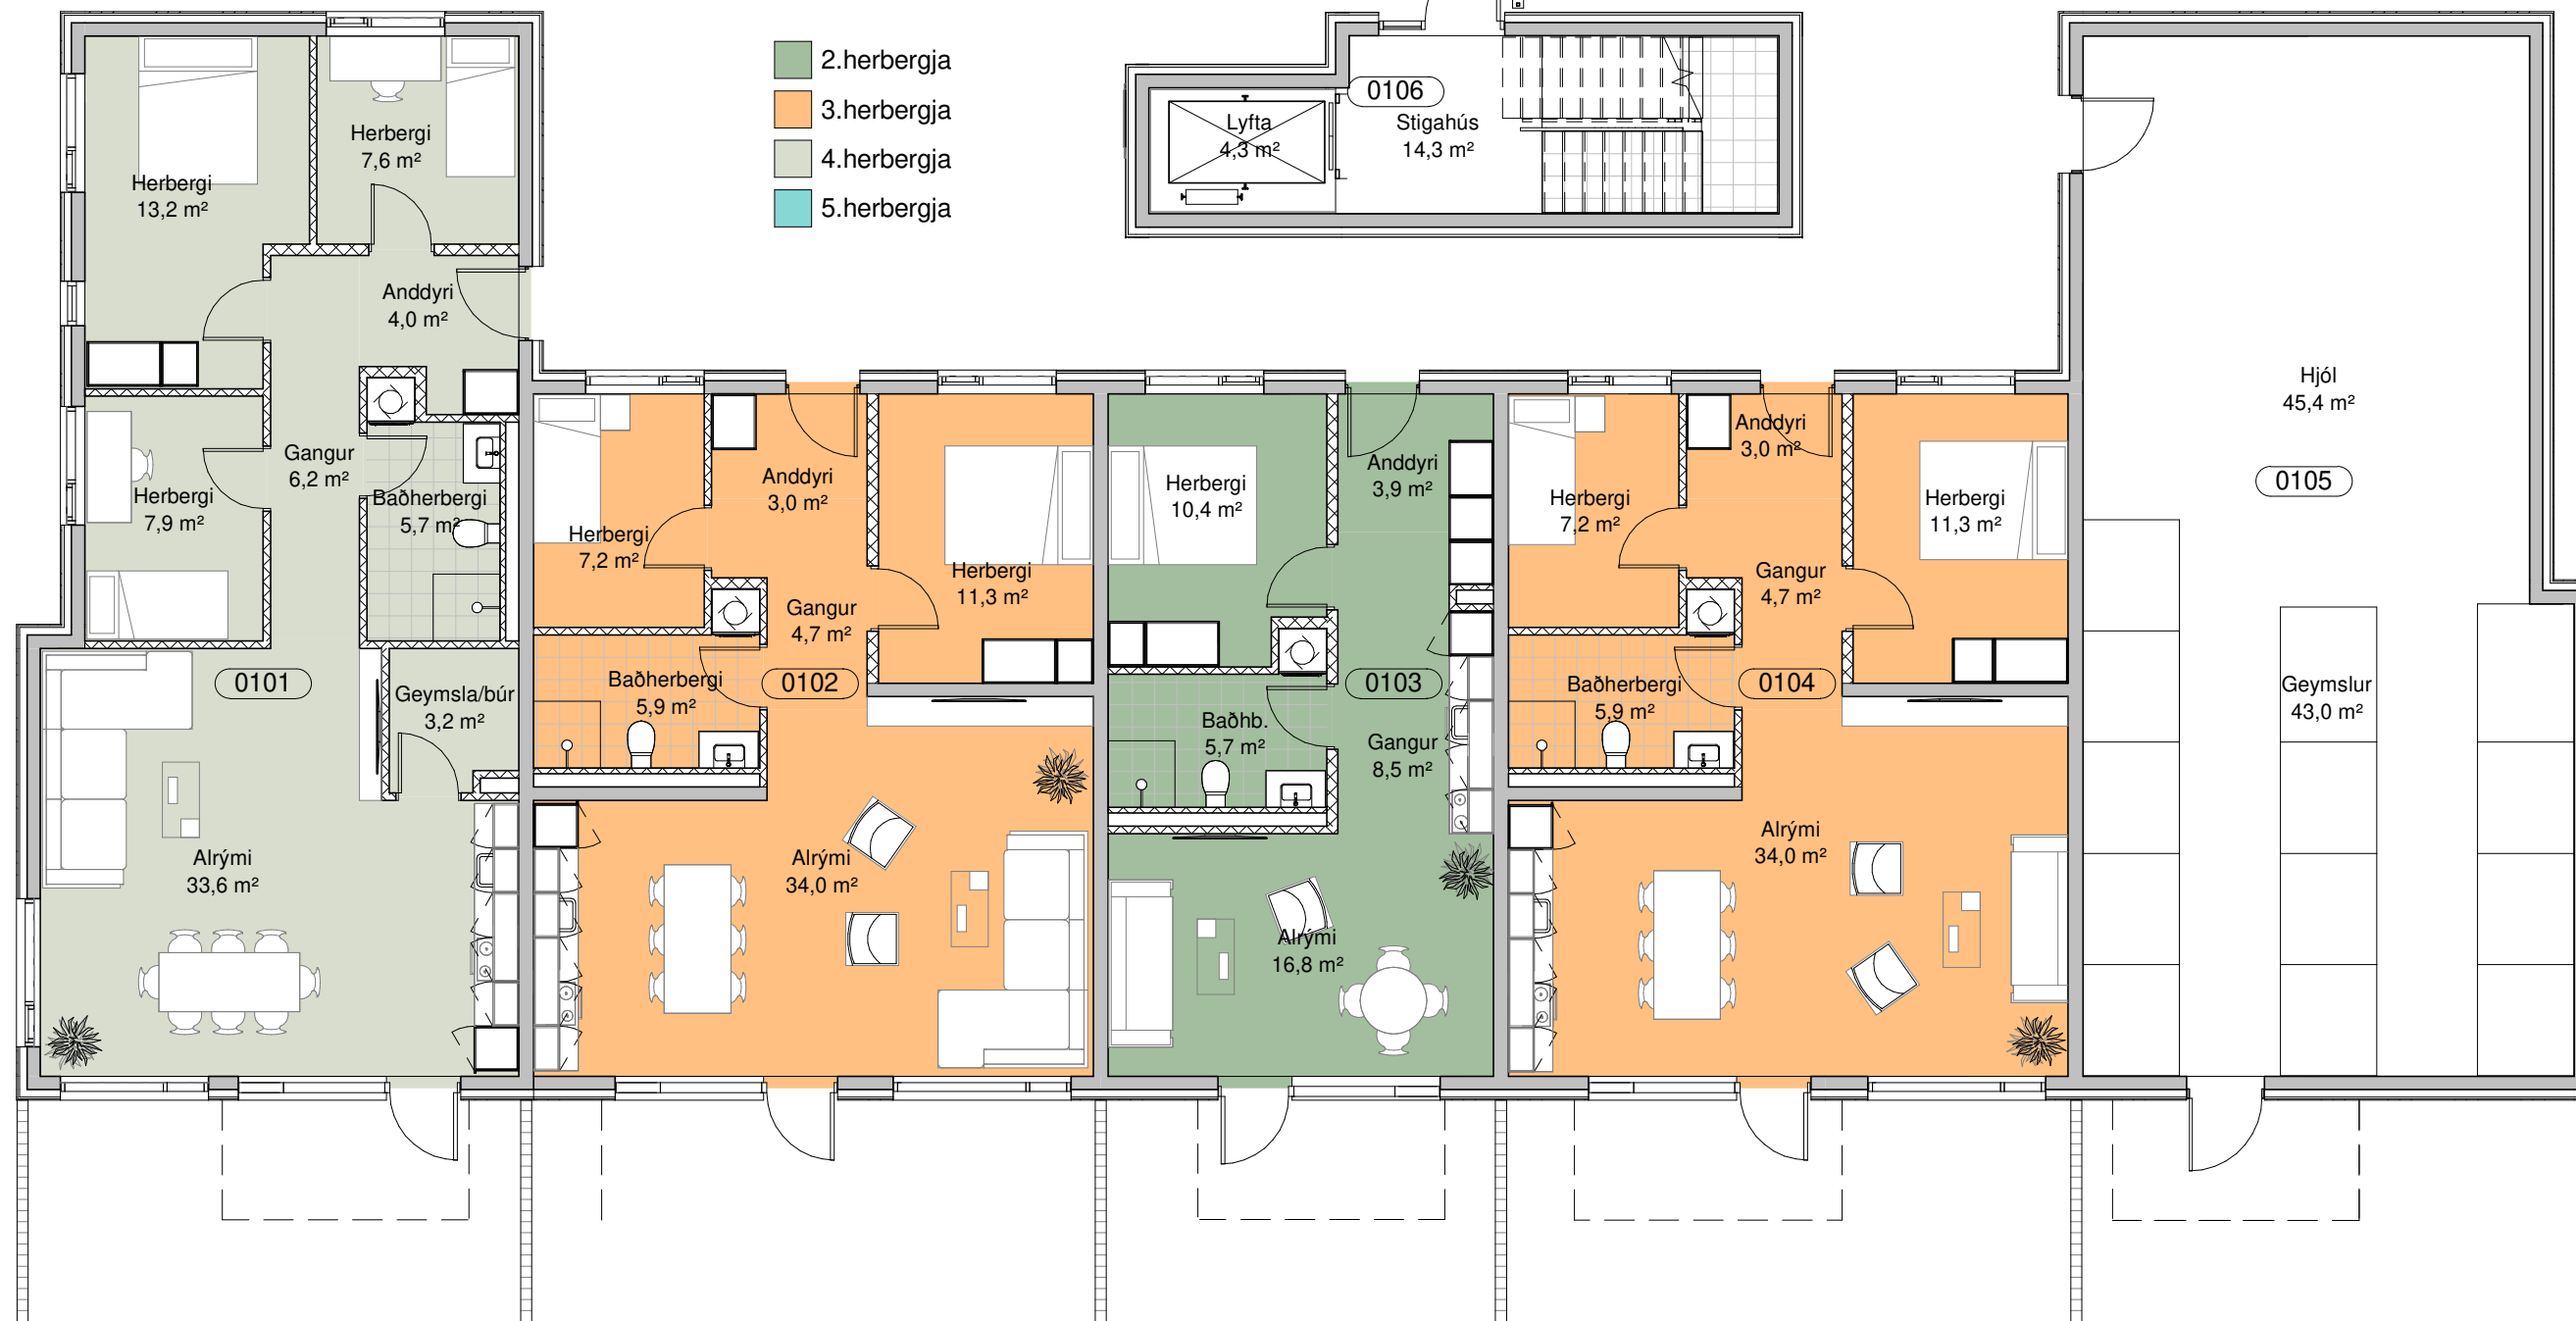 2.herbergja
3.herbergja
4.herbergja
5.herbergja
Herbergi
13,2 m²
Herbergi
7,6 m²
Anddyri
4,0 m²
Gangur
6,2 m²
Herbergi
7,9 m²
Baðherbergi
5,7 m²
0101
Geymsla/búr
3,2 m²
Alrými
33,6 m²
Herbergi
7,2 m²
Anddyri
3,0 m²
Herbergi
11,3 m²
Gangur
4,7 m²
Baðherbergi
5,9 m²
0102
Alrými
34,0 m²
Herbergi
10,4 m²
Anddyri
3,9 m²
0103
Baðhb.
5,7 m²
Gangur
8,5 m²
Alrými
16,8 m²
Herbergi
7,2 m²
Anddyri
3,0 m²
Herbergi
11,3 m²
Gangur
4,7 m²
Baðherbergi
5,9 m²
0104
Alrými
34,0 m²
0106
Lyfta
4,3 m²
Stigahús
14,3 m²
Hjól
45,4 m²
0105
Geymslur
43,0 m²